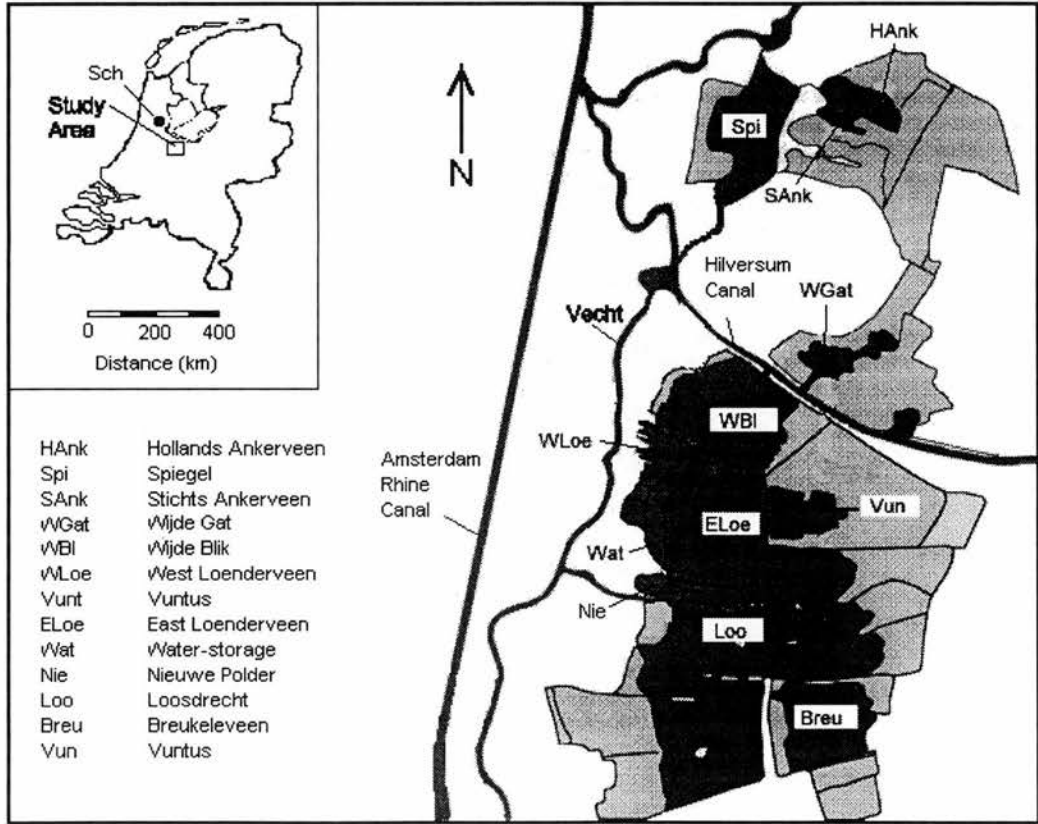 Sch
Study
Area
0 200 400
Distance (km)
N
HAnk
Spi
SAnk
Hilversum
Canal
WGat
Vecht
WBl
WLoe
Amsterdam
Rhine
Canal
ELoe
Vun
Wat
Nie
Loo
Breu
HAnk Hollands Ankerveen
Spi Spiegel
SAnk Stichts Ankerveen
WGat Wijde Gat
WBl Wijde Blik
WLoe West Loenderveen
Vunt Vuntus
ELoe East Loenderveen
Wat Water-storage
Nie Nieuwe Polder
Loo Loosdrecht
Breu Breukeleveen
Vun Vuntus